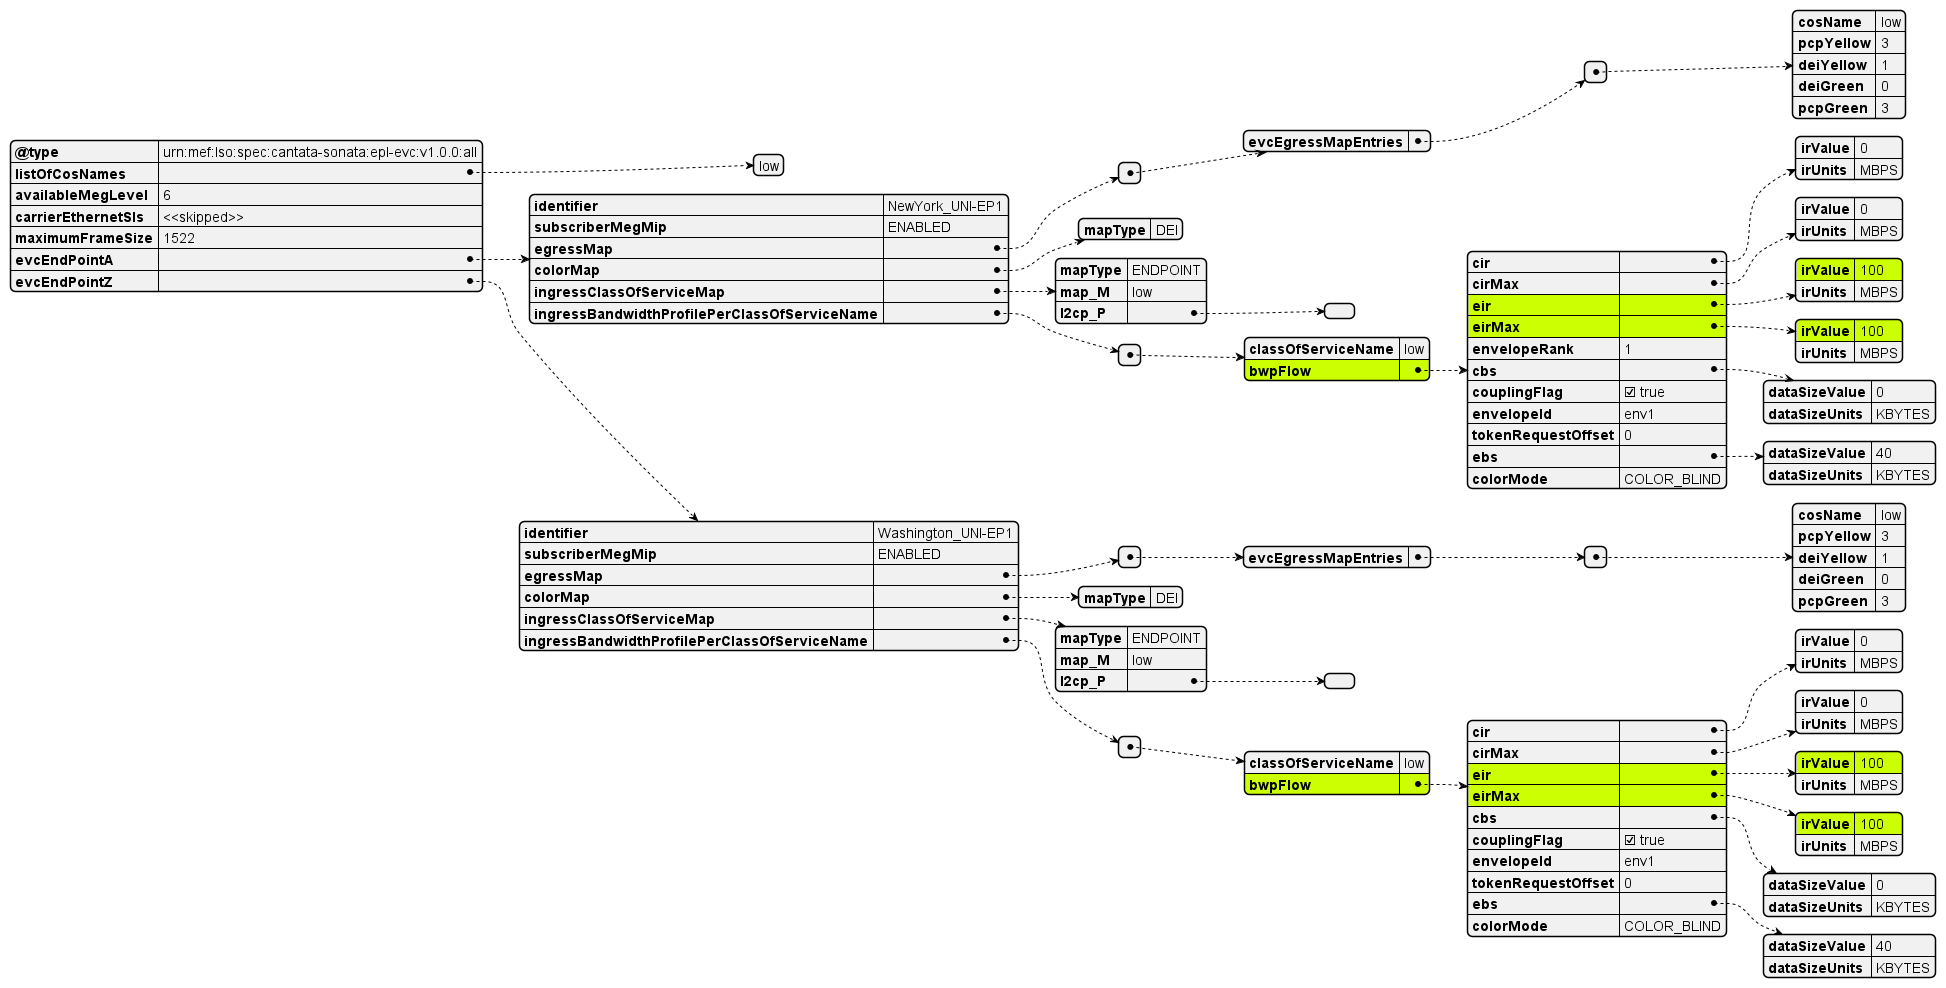 @type urn:mef:lso:spec:cantata-sonata:epl-evc:v1.0.0:all
listOfCosNames
availableMegLevel 6
carrierEthernetSls <<skipped>>
maximumFrameSize 1522
evcEndPointA
evcEndPointZ
low
identifier NewYork_UNI-EP1
subscriberMegMip ENABLED
egressMap
colorMap
ingressClassOfServiceMap
ingressBandwidthProfilePerClassOfServiceName
evcEgressMapEntries
cosName low
pcpYellow 3
deiYellow 1
deiGreen 0
pcpGreen 3
mapType DEI
mapType ENDPOINT
map_M low
l2cp_P
classOfServiceName low
bwpFlow
cir
cirMax
eir
eirMax
envelopeRank 1
cbs
couplingFlag ☑ true
envelopeId env1
tokenRequestOffset 0
ebs
colorMode COLOR_BLIND
irValue 0
irUnits MBPS
irValue 0
irUnits MBPS
irValue 100
irUnits MBPS
irValue 100
irUnits MBPS
dataSizeValue 0
dataSizeUnits KBYTES
dataSizeValue 40
dataSizeUnits KBYTES
identifier Washington_UNI-EP1
subscriberMegMip ENABLED
egressMap
colorMap
ingressClassOfServiceMap
ingressBandwidthProfilePerClassOfServiceName
evcEgressMapEntries
cosName low
pcpYellow 3
deiYellow 1
deiGreen 0
pcpGreen 3
mapType DEI
mapType ENDPOINT
map_M low
l2cp_P
classOfServiceName low
bwpFlow
cir
cirMax
eir
eirMax
cbs
couplingFlag ☑ true
envelopeId env1
tokenRequestOffset 0
ebs
colorMode COLOR_BLIND
irValue 0
irUnits MBPS
irValue 0
irUnits MBPS
irValue 100
irUnits MBPS
irValue 100
irUnits MBPS
dataSizeValue 0
dataSizeUnits KBYTES
dataSizeValue 40
dataSizeUnits KBYTES